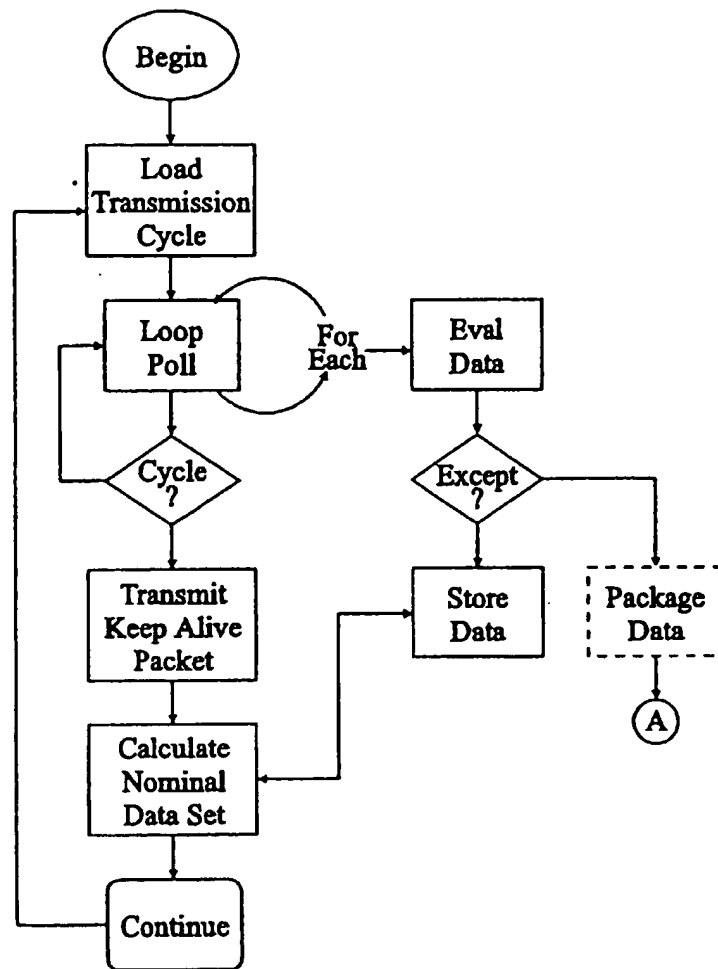 Begin
Load
Transmission
Cycle
Loop
Poll
For
Each
Eval
Data
Cycle
?
Except
?
Transmit
Keep Alive
Packet
Store
Data
Package
Data
A
Calculate
Nominal
Data Set
Continue